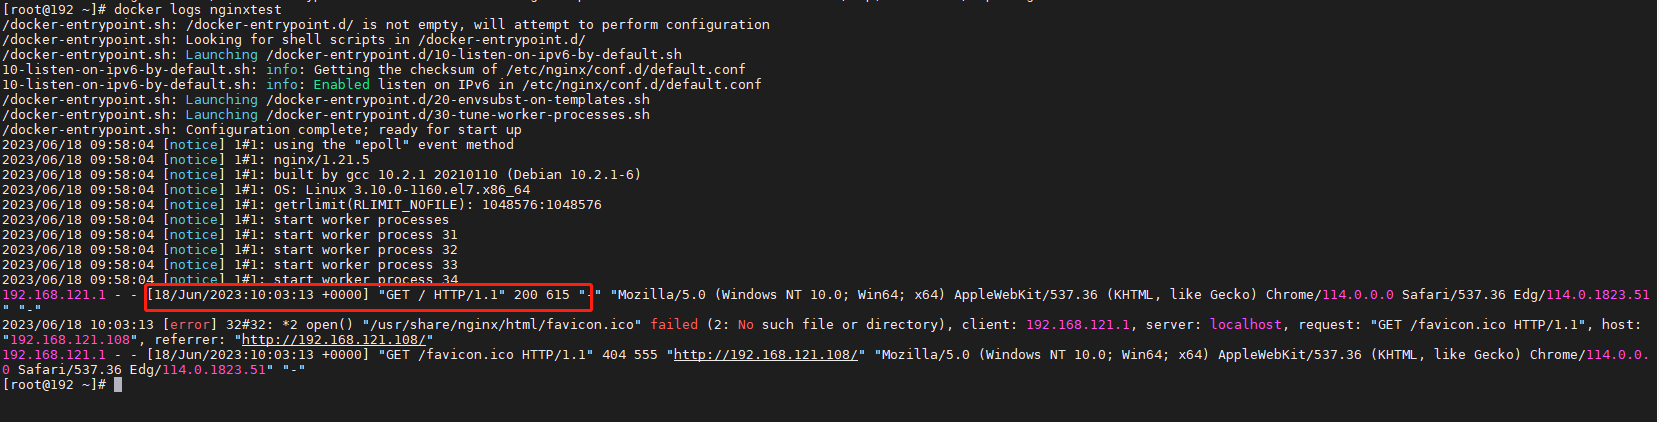 [root@192 ~]# docker logs nginxtest
/docker-entrypoint.sh: /docker-entrypoint.d/ is not empty, will attempt to perform configuration
/docker-entrypoint.sh: Looking for shell scripts in /docker-entrypoint.d/
/docker-entrypoint.sh: Launching /docker-entrypoint.d/10-listen-on-ipv6-by-default.sh
10-listen-on-ipv6-by-default.sh: info: Getting the checksum of /etc/nginx/conf.d/default.conf
10-listen-on-ipv6-by-default.sh: info: Enabled listen on IPv6 in /etc/nginx/conf.d/default.conf
/docker-entrypoint.sh: Launching /docker-entrypoint.d/20-envsubst-on-templates.sh
/docker-entrypoint.sh: Launching /docker-entrypoint.d/30-tune-worker-processes.sh
/docker-entrypoint.sh: Configuration complete; ready for start up
2023/06/18 09:58:04 [notice] 1#1: using the "epoll" event method
2023/06/18 09:58:04 [notice] 1#1: nginx/1.21.5
2023/06/18 09:58:04 [notice] 1#1: built by gcc 10.2.1 20210110 (Debian 10.2.1-6)
2023/06/18 09:58:04 [notice] 1#1: OS: Linux 3.10.0-1160.el7.x86_64
2023/06/18 09:58:04 [notice] 1#1: getrlimit(RLIMIT_NOFILE): 1048576:1048576
2023/06/18 09:58:04 [notice] 1#1: start worker processes
2023/06/18 09:58:04 [notice] 1#1: start worker process 31
2023/06/18 09:58:04 [notice] 1#1: start worker process 32
2023/06/18 09:58:04 [notice] 1#1: start worker process 33
2023/06/18 09:58:04 [notice] 1#1: start worker process 34
192.168.121.1 - - [18/Jun/2023:10:03:13 +0000] "GET / HTTP/1.1" 200 615 "-" "Mozilla/5.0 (Windows NT 10.0; Win64; x64) AppleWebKit/537.36 (KHTML, like Gecko) Chrome/114.0.0.0 Safari/537.36 Edg/114.0.1823.51
" "-"
2023/06/18 10:03:13 [error] 32#32: *2 open() "/usr/share/nginx/html/favicon.ico" failed (2: No such file or directory), client: 192.168.121.1, server: localhost, request: "GET /favicon.ico HTTP/1.1", host:
"192.168.121.108", referrer: "http://192.168.121.108/"
192.168.121.1 - - [18/Jun/2023:10:03:13 +0000] "GET /favicon.ico HTTP/1.1" 404 555 "http://192.168.121.108/" "Mozilla/5.0 (Windows NT 10.0; Win64; x64) AppleWebKit/537.36 (KHTML, like Gecko) Chrome/114.0.0.
0 Safari/537.36 Edg/114.0.1823.51" "-"
[root@192 ~]#